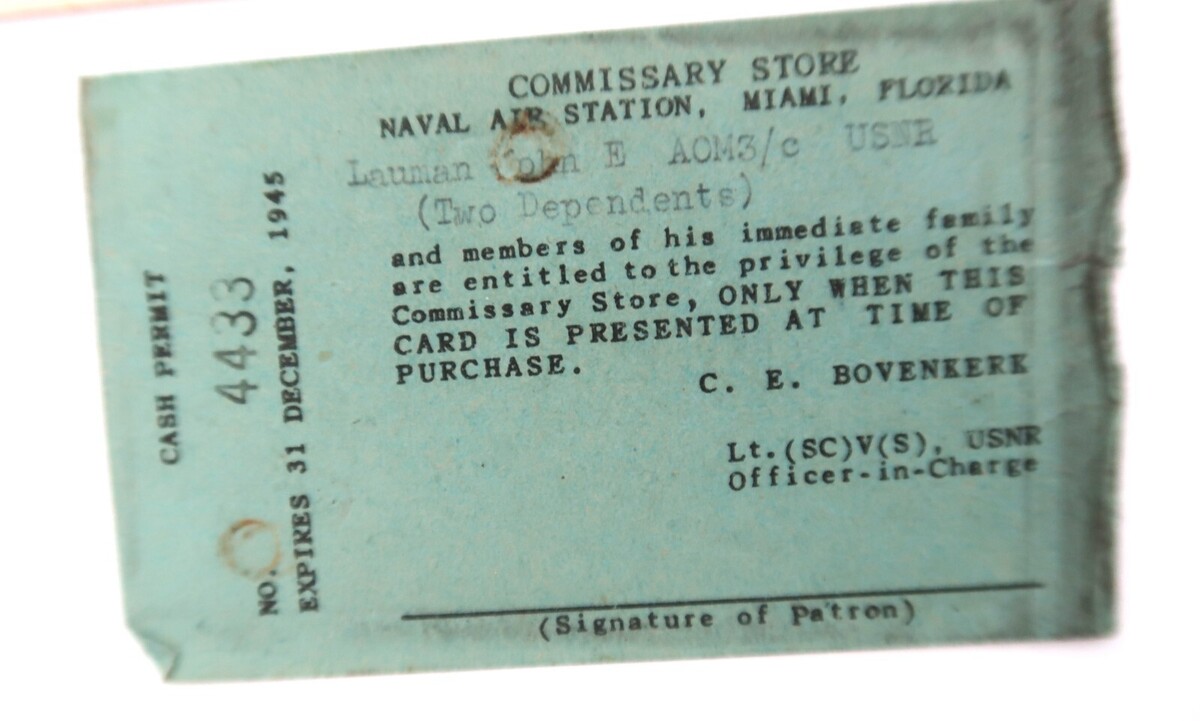 COMMISSARY STORE
NAVAL AIR STATION, MIAMI, FLORIDA
Lauman John E AOM3/c USNR
(Two Dependents)
and members of his immediate family
are entitled to the privilege of the
Commissary Store, ONLY WHEN THIS
CARD IS PRESENTED AT TIME OF
PURCHASE.
C. E. BOVENKERK
Lt.(SC)V(S), USNR
Officer-in-Charge
(Signature of Patron)
CASH PERMIT
NO. 4433
EXPIRES 31 DECEMBER, 1945